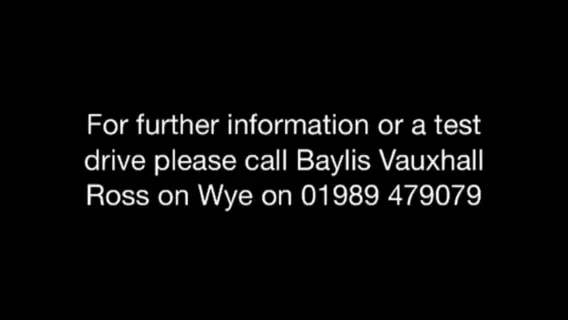 For further information or a test
drive please call Baylis Vauxhall
Ross on Wye on 01989 479079